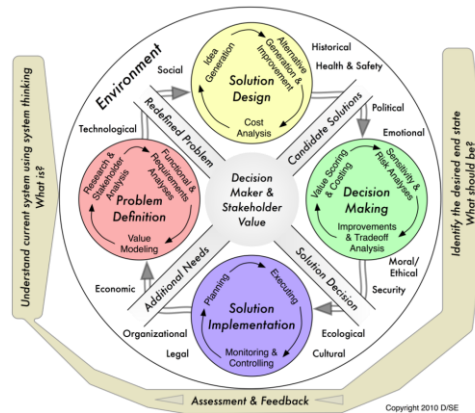 Environment
Social
Historical
Health & Safety
Political
Emotional
Technological
Idea
Generation
Alternative
Generation &
Improvement
Solution
Design
Cost
Analysis
Redefined Problem
Candidate Solutions
Research &
Stakeholder
Analysis
Functional &
Requirements
Analyses
Problem
Definition
Value
Modeling
Decision
Maker &
Stakeholder
Value
Value Scoring
& Costing
Sensitivity &
Risk Analyses
Decision
Making
Improvements
& Tradeoff
Analysis
Moral/
Ethical
Security
Economic
Additional Needs
Solution Decision
Planning
Executing
Solution
Implementation
Monitoring &
Controlling
Organizational
Legal
Ecological
Cultural
Understand current system using system thinking
What is?
Identify the desired end state
What should be?
Assessment & Feedback
Copyright 2010 D/SE